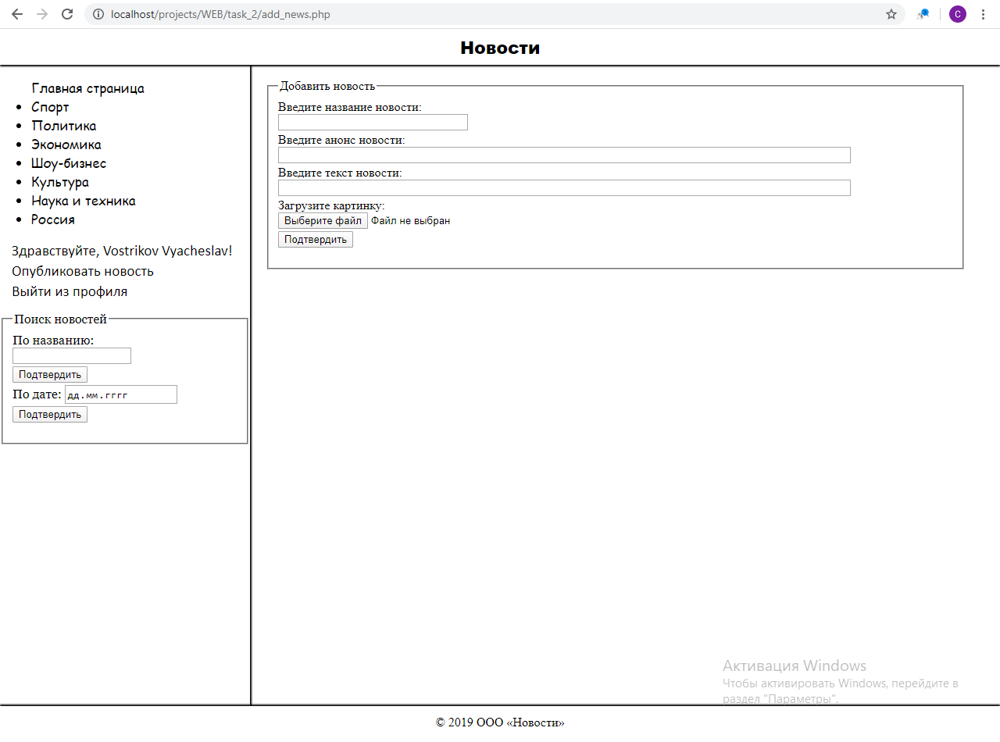 localhost/projects/WEB/task_2/add_news.php
C
Новости
Главная страница
Спорт
Политика
Экономика
Шоу-бизнес
Культура
Наука и техника
Россия
Здравствуйте, Vostrikov Vyacheslav!
Опубликовать новость
Выйти из профиля
Поиск новостей
По названию:
Подтвердить
По дате: дд.мм.гггг
Подтвердить
Добавить новость
Введите название новости:
Введите анонс новости:
Введите текст новости:
Загрузите картинку:
Выберите файл Файл не выбран
Подтвердить
Активация Windows
Чтобы активировать Windows, перейдите в
раздел "Параметры".
© 2019 ООО «Новости»